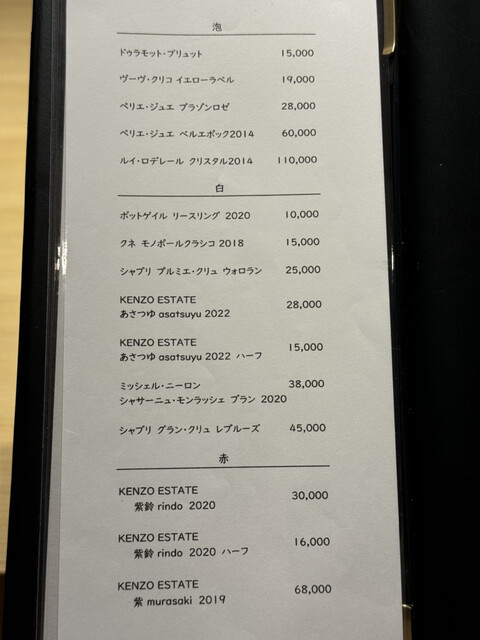 泡
ドゥラモット・ブリュット 15,000
ヴーヴ・クリコ イエローラベル 19,000
ペリエ・ジュエ ブラゾンロゼ 28,000
ペリエ・ジュエ ベルエポック2014 60,000
ルイ・ロデレール クリスタル2014 110,000
白
ボットゲイル リースリング 2020 10,000
クネ モノポールクラシコ 2018 15,000
シャブリ プルミエ・クリュ ヴォロラン 25,000
KENZO ESTATE 28,000
あさつゆ asatsuyu 2022
KENZO ESTATE 15,000
あさつゆ asatsuyu 2022 ハーフ
ミッシェル・ニーロン 38,000
シャサーニュ・モンラッシェ ブラン 2020
シャブリ グラン・クリュ レブルーズ 45,000
赤
KENZO ESTATE 30,000
紫鈴 rindo 2020
KENZO ESTATE 16,000
紫鈴 rindo 2020 ハーフ
KENZO ESTATE 68,000
紫 murasaki 2019